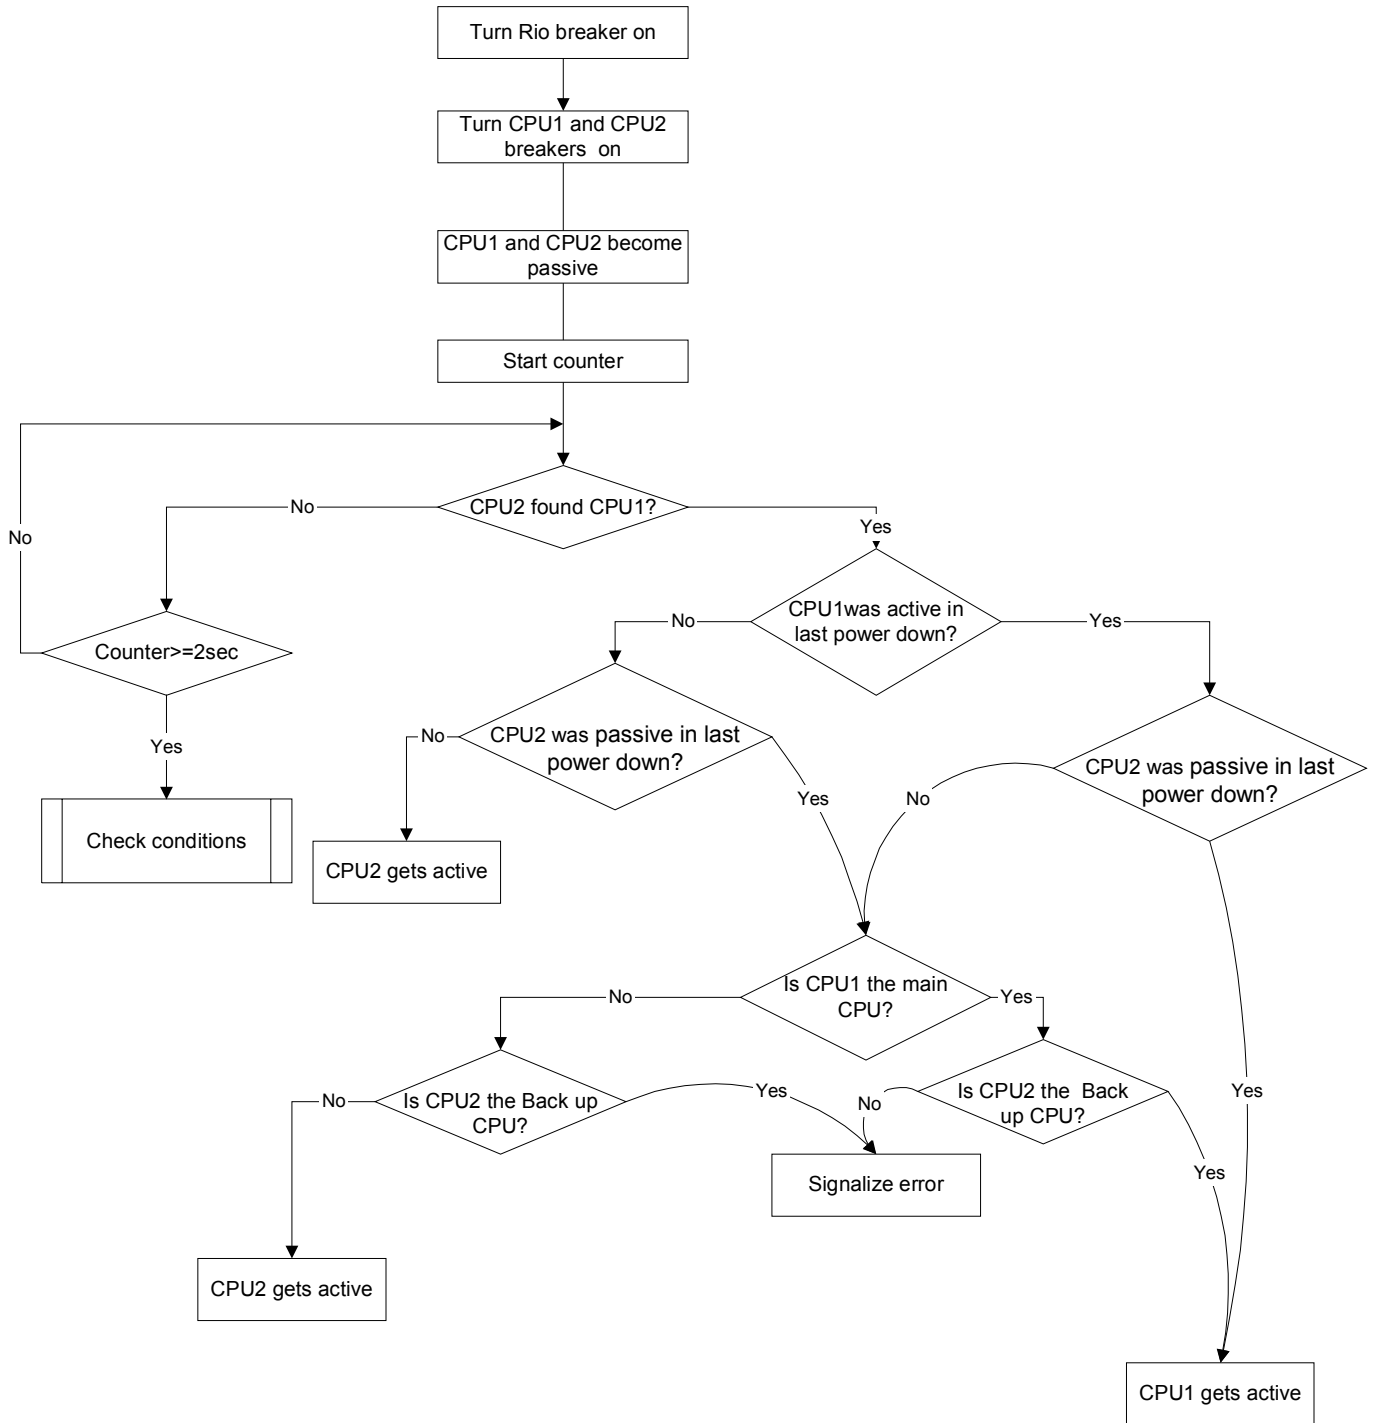 Turn Rio breaker on
Turn CPU1 and CPU2
breakers on
CPU1 and CPU2 become
passive
Start counter
CPU2 found CPU1?
No
Yes
No
CPU1was active in
last power down?
No
Yes
Counter>=2sec
Yes
CPU2 was passive in last
power down?
No
Yes
CPU2 was passive in last
power down?
No
Check conditions
CPU2 gets active
Is CPU1 the main
CPU?
No
Yes
Is CPU2 the Back up
CPU?
No
Yes
Is CPU2 the Back
up CPU?
No
Yes
Yes
Signalize error
CPU2 gets active
CPU1 gets active